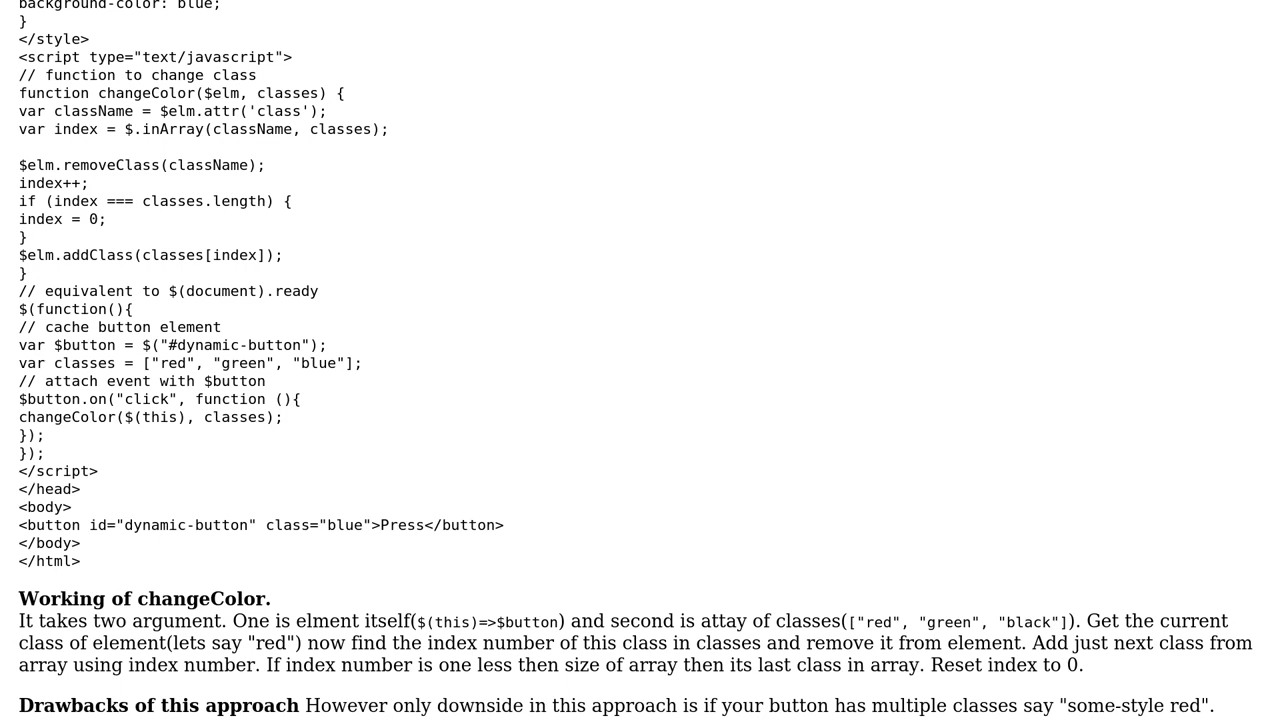 background-color: blue;
}
</style>
<script type="text/javascript">
// function to change class
function changeColor($elm, classes) {
var className = $elm.attr('class');
var index = $.inArray(className, classes);

$elm.removeClass(className);
index++;
if (index === classes.length) {
index = 0;
}
$elm.addClass(classes[index]);
}
// equivalent to $(document).ready
$(function(){
// cache button element
var $button = $("#dynamic-button");
var classes = ["red", "green", "blue"];
// attach event with $button
$button.on("click", function (){
changeColor($(this), classes);
});
});
</script>
</head>
<body>
<button id="dynamic-button" class="blue">Press</button>
</body>
</html>

Working of changeColor.
It takes two argument. One is elment itself($(this)=>$button) and second is attay of classes(["red", "green", "black"]). Get the current
class of element(lets say "red") now find the index number of this class in classes and remove it from element. Add just next class from
array using index number. If index number is one less then size of array then its last class in array. Reset index to 0.

Drawbacks of this approach However only downside in this approach is if your button has multiple classes say "some-style red".